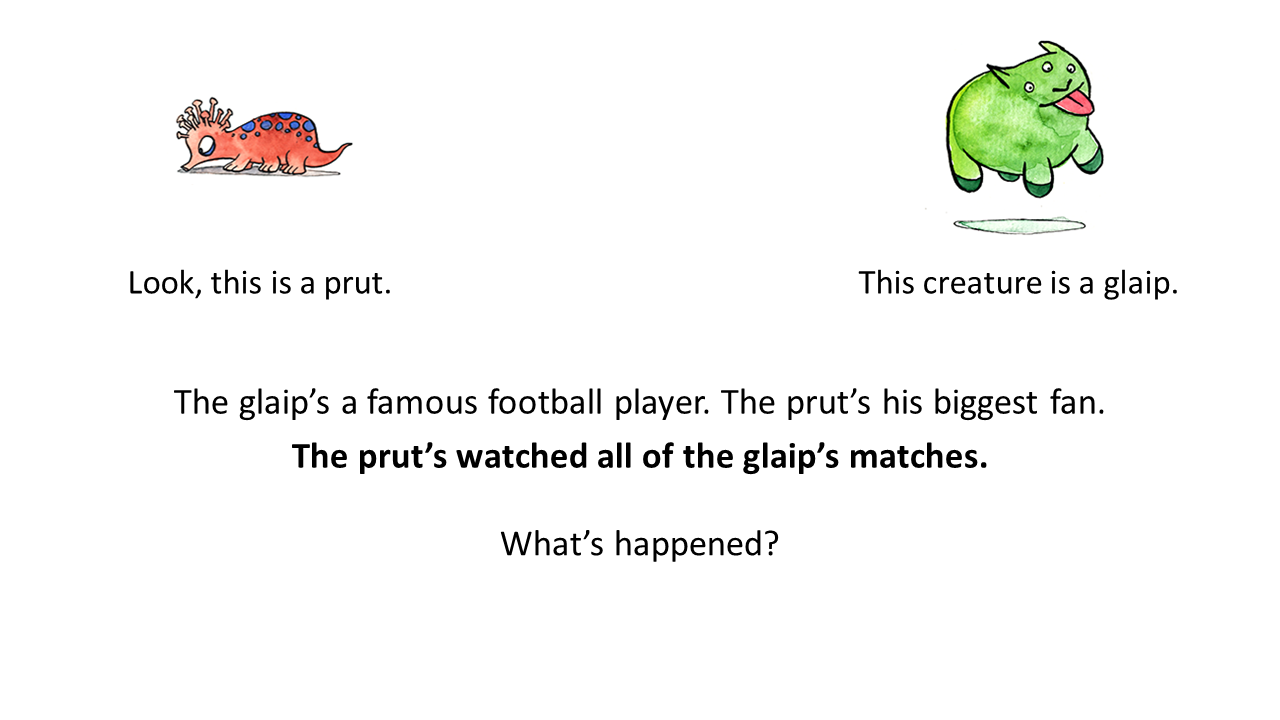 Look, this is a prut.
This creature is a glaip.
The glaip’s a famous football player. The prut’s his biggest fan.
The prut’s watched all of the glaip’s matches.
What’s happened?